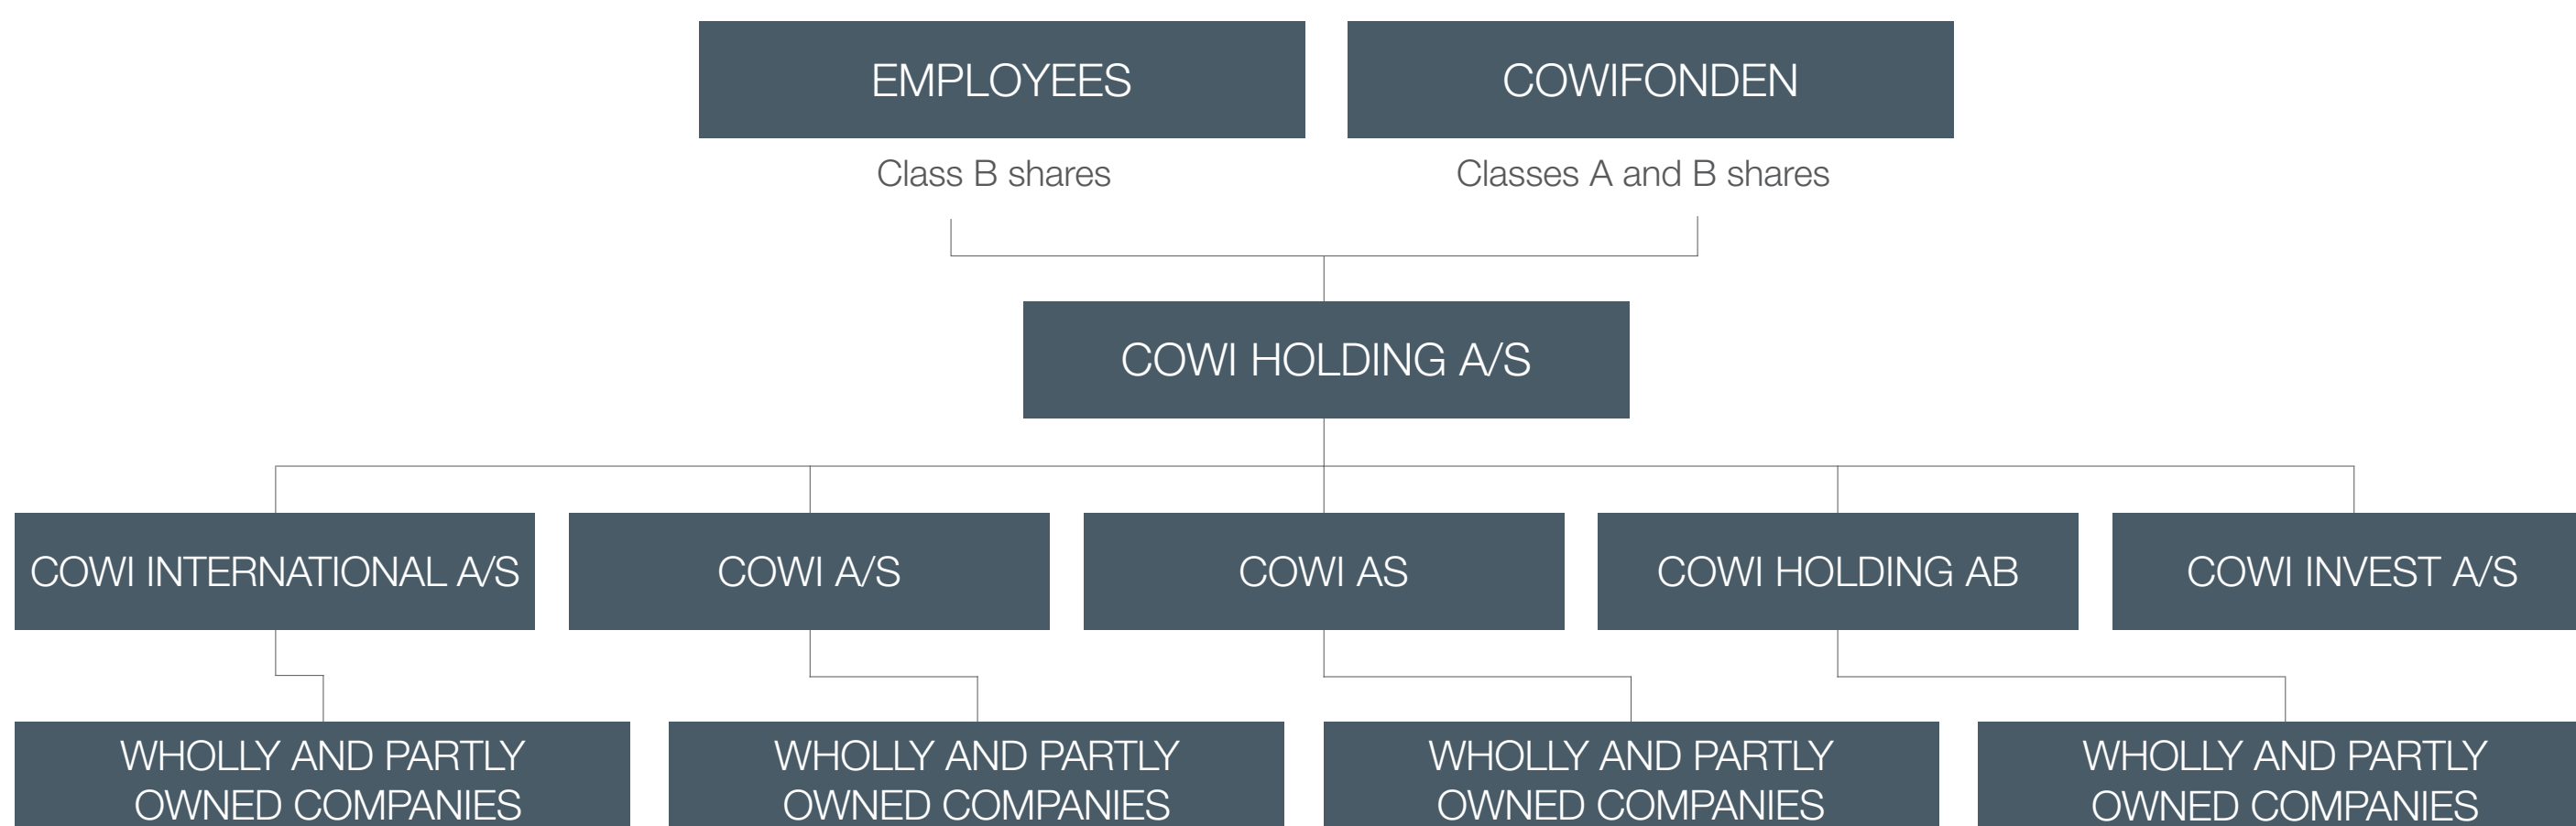 EMPLOYEES
COWIFONDEN
Class B shares
Classes A and B shares
COWI HOLDING A/S
COWI INTERNATIONAL A/S
COWI A/S
COWI AS
COWI HOLDING AB
COWI INVEST A/S
WHOLLY AND PARTLY
OWNED COMPANIES
WHOLLY AND PARTLY
OWNED COMPANIES
WHOLLY AND PARTLY
OWNED COMPANIES
WHOLLY AND PARTLY
OWNED COMPANIES